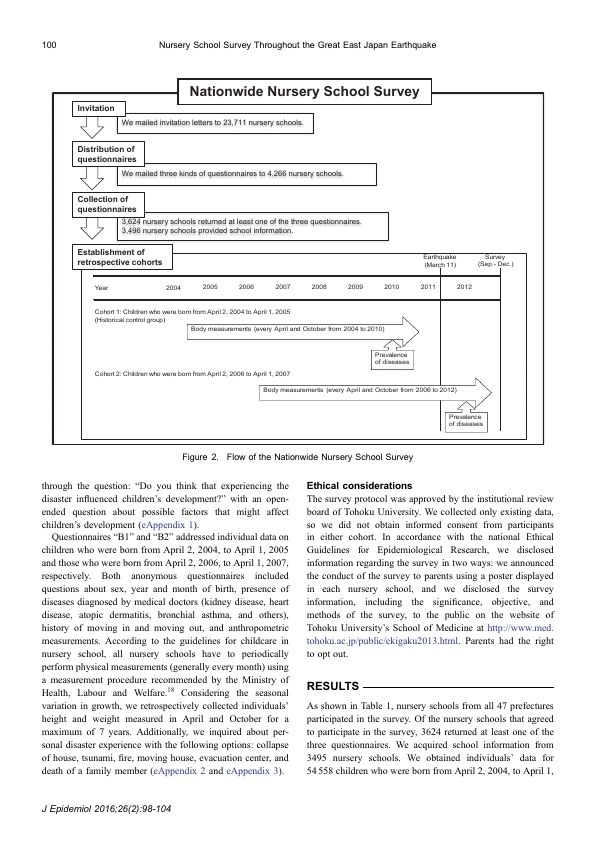 100
Nursery School Survey Throughout the Great East Japan Earthquake
Nationwide Nursery School Survey
Invitation
We mailed invitation letters to 23,711 nursery schools.
Distribution of
questionnaires
We mailed three kinds of questionnaires to 4,266 nursery schools.
Collection of
questionnaires
3,624 nursery schools returned at least one of the three questionnaires.
3,496 nursery schools provided school information.
Establishment of
retrospective cohorts
Earthquake
(March 11)
Survey
(Sep.- Dec.)
Year 2004 2005 2006 2007 2008 2009 2010 2011 2012
Cohort 1: Children who were born from April 2, 2004 to April 1, 2005
(Historical control group)
Body measurements (every April and October from 2004 to 2010)
Prevalence
of diseases
Cohort 2: Children who were born from April 2, 2006 to April 1, 2007
Body measurements (every April and October from 2006 to 2012)
Prevalence
of diseases
Figure 2. Flow of the Nationwide Nursery School Survey
through the question: “Do you think that experiencing the
disaster influenced children’s development?” with an open-
ended question about possible factors that might affect
children’s development (eAppendix 1).
Questionnaires “B1” and “B2” addressed individual data on
children who were born from April 2, 2004, to April 1, 2005
and those who were born from April 2, 2006, to April 1, 2007,
respectively. Both anonymous questionnaires included
questions about sex, year and month of birth, presence of
diseases diagnosed by medical doctors (kidney disease, heart
disease, atopic dermatitis, bronchial asthma, and others),
history of moving in and moving out, and anthropometric
measurements. According to the guidelines for childcare in
nursery school, all nursery schools have to periodically
perform physical measurements (generally every month) using
a measurement procedure recommended by the Ministry of
Health, Labour and Welfare.18 Considering the seasonal
variation in growth, we retrospectively collected individuals’
height and weight measured in April and October for a
maximum of 7 years. Additionally, we inquired about per-
sonal disaster experience with the following options: collapse
of house, tsunami, fire, moving house, evacuation center, and
death of a family member (eAppendix 2 and eAppendix 3).
Ethical considerations
The survey protocol was approved by the institutional review
board of Tohoku University. We collected only existing data,
so we did not obtain informed consent from participants
in either cohort. In accordance with the national Ethical
Guidelines for Epidemiological Research, we disclosed
information regarding the survey in two ways: we announced
the conduct of the survey to parents using a poster displayed
in each nursery school, and we disclosed the survey
information, including the significance, objective, and
methods of the survey, to the public on the website of
Tohoku University’s School of Medicine at http://www.med.
tohoku.ac.jp/public/ekigaku2013.html. Parents had the right
to opt out.
RESULTS
As shown in Table 1, nursery schools from all 47 prefectures
participated in the survey. Of the nursery schools that agreed
to participate in the survey, 3624 returned at least one of the
three questionnaires. We acquired school information from
3495 nursery schools. We obtained individuals’ data for
54 558 children who were born from April 2, 2004, to April 1,
J Epidemiol 2016;26(2):98-104